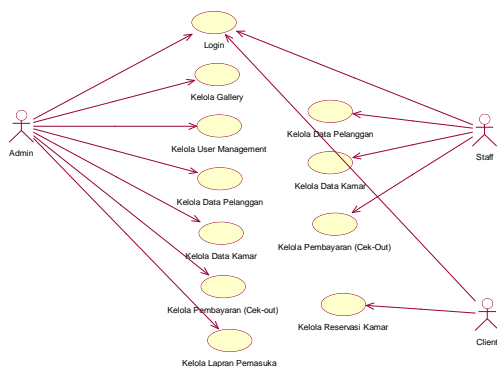 Login
Kelola Gallery
Kelola Data Pelanggan
Admin
Kelola User Management
Staff
Kelola Data Kamar
Kelola Data Pelanggan
Kelola Pembayaran (Cek-Out)
Kelola Data Kamar
Kelola Pembayaran (Cek-out)
Kelola Reservasi Kamar
Client
Kelola Lapran Pemasuka